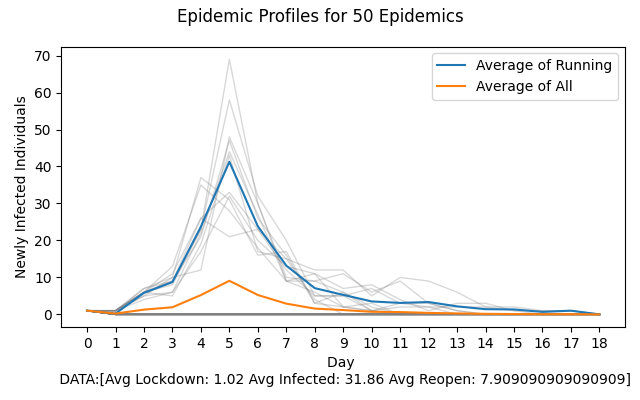 Epidemic Profiles for 50 Epidemics
Newly Infected Individuals
70
60
50
40
30
20
10
0
Average of Running
Average of All
0 1 2 3 4 5 6 7 8 9 10 11 12 13 14 15 16 17 18
Day
DATA:[Avg Lockdown: 1.02 Avg Infected: 31.86 Avg Reopen: 7.909090909090909]